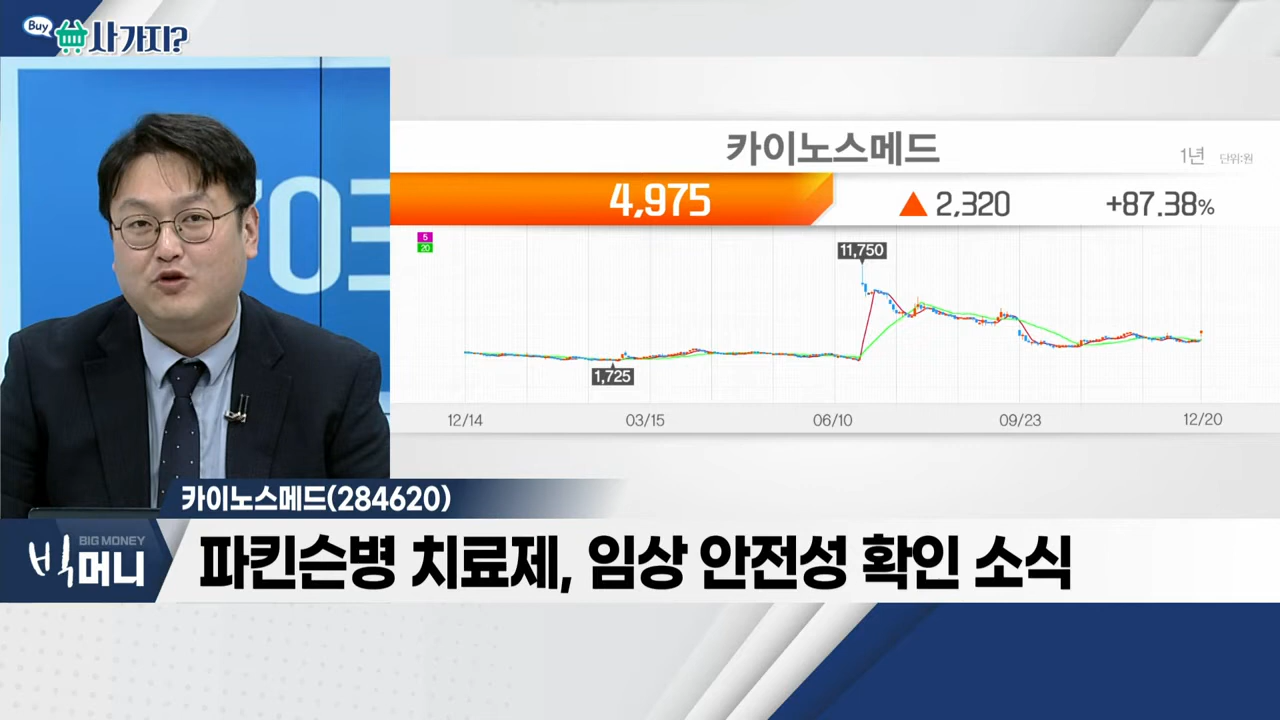 Buy
사가지?
카이노스메드
1년 단위:원
4,975
▲ 2,320
+87.38%
5
20
11,750
1,725
12/14 03/15 06/10 09/23 12/20
카이노스메드(284620)
BIG MONEY
빅머니
파킨슨병 치료제, 임상 안전성 확인 소식